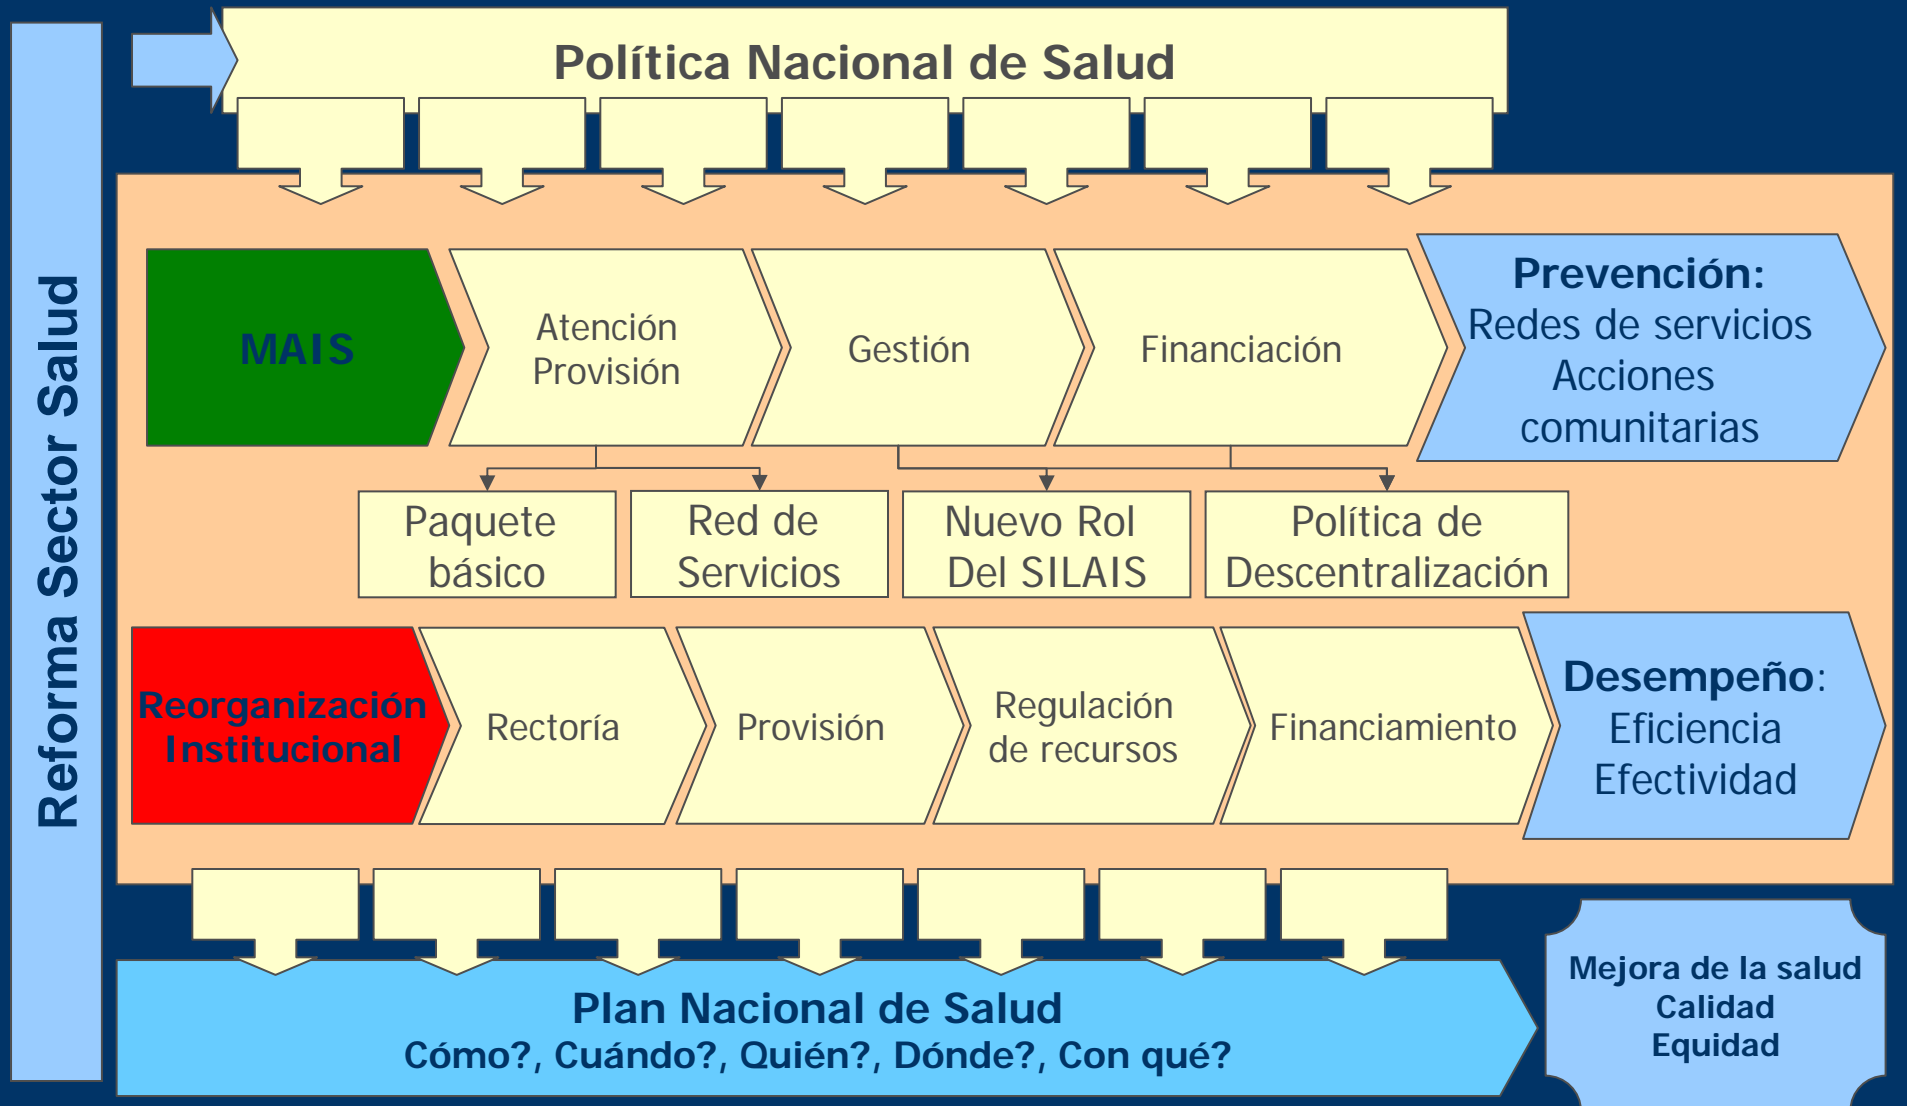 Reforma Sector Salud
Política Nacional de Salud
MAIS
Atención
Provisión
Gestión
Financiación
Prevención:
Redes de servicios
Acciones
comunitarias
Paquete
básico
Red de
Servicios
Nuevo Rol
Del SILAIS
Política de
Descentralización
Reorganización
Institucional
Rectoría
Provisión
Regulación
de recursos
Financiamiento
Desempeño:
Eficiencia
Efectividad
Plan Nacional de Salud
Cómo?, Cuándo?, Quién?, Dónde?, Con qué?
Mejora de la salud
Calidad
Equidad